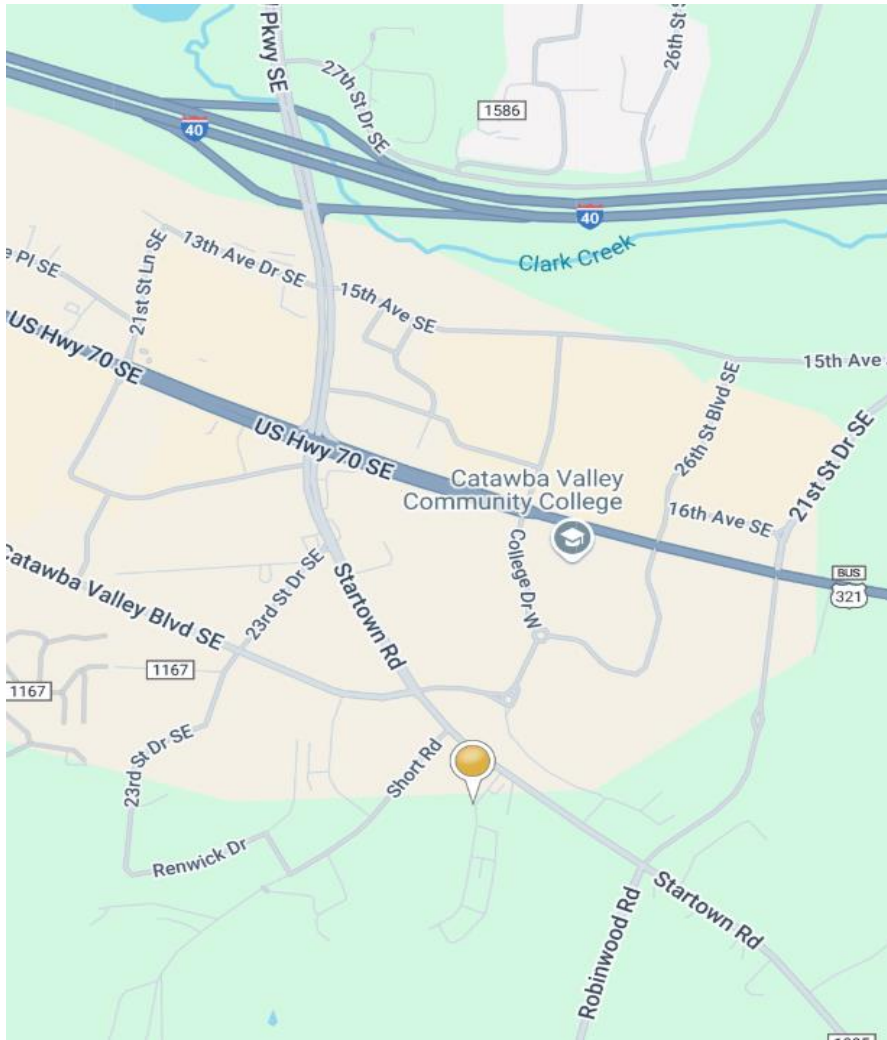 Pkwy SE
26th St S
27th St Dr SE
1586
40
40
Clark Creek
e Pl SE
21st St Ln SE
13th Ave Dr SE
15th Ave SE
15th Ave
US Hwy 70 SE
US Hwy 70 SE
26th St Blvd SE
21st St Dr SE
Catawba Valley
Community College
16th Ave SE
College Dr W
BUS
321
Catawba Valley Blvd SE
23rd St Dr SE
Startown Rd
1167
1167
23rd St Dr SE
Short Rd
Renwick Dr
Robinwood Rd
Startown Rd